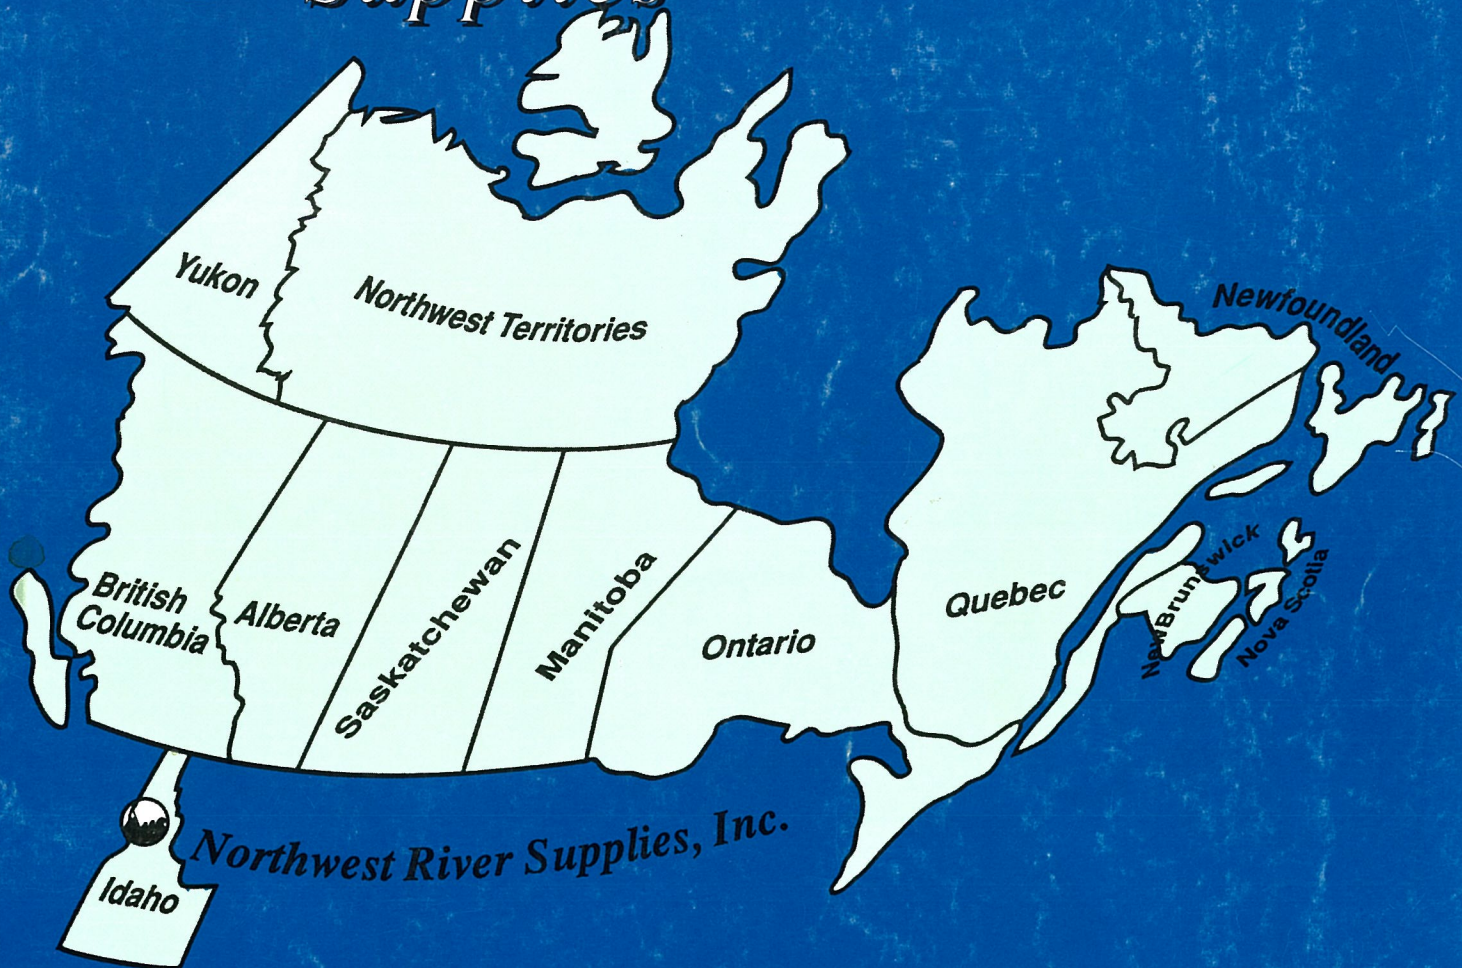 Supplies
Yukon
Northwest Territories
Newfoundland
British
Columbia
Alberta
Saskatchewan
Manitoba
Ontario
Quebec
New Brunswick
Nova Scotia
Northwest River Supplies, Inc.
Idaho